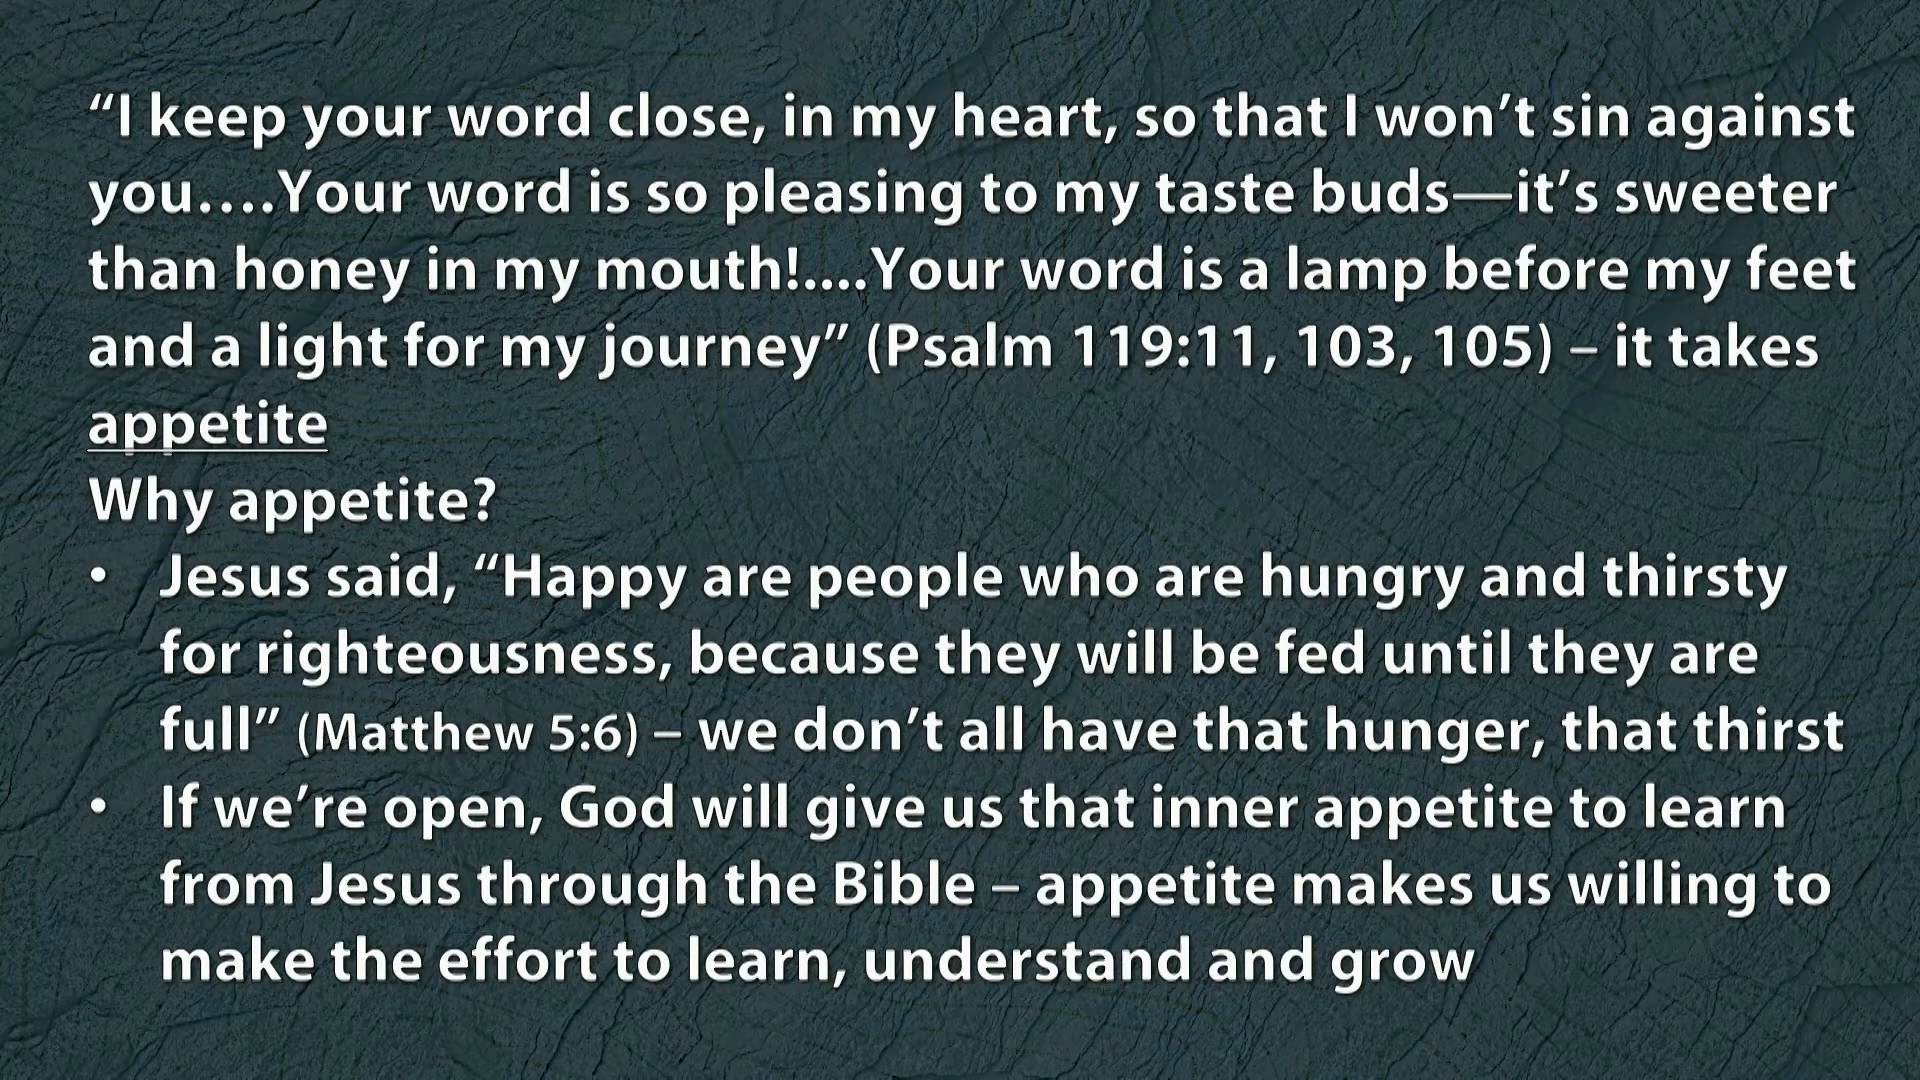 “I keep your word close, in my heart, so that I won’t sin against
you….Your word is so pleasing to my taste buds—it’s sweeter
than honey in my mouth!....Your word is a lamp before my feet
and a light for my journey” (Psalm 119:11, 103, 105) – it takes
appetite
Why appetite?
• Jesus said, “Happy are people who are hungry and thirsty
for righteousness, because they will be fed until they are
full” (Matthew 5:6) – we don’t all have that hunger, that thirst
• If we’re open, God will give us that inner appetite to learn
from Jesus through the Bible – appetite makes us willing to
make the effort to learn, understand and grow